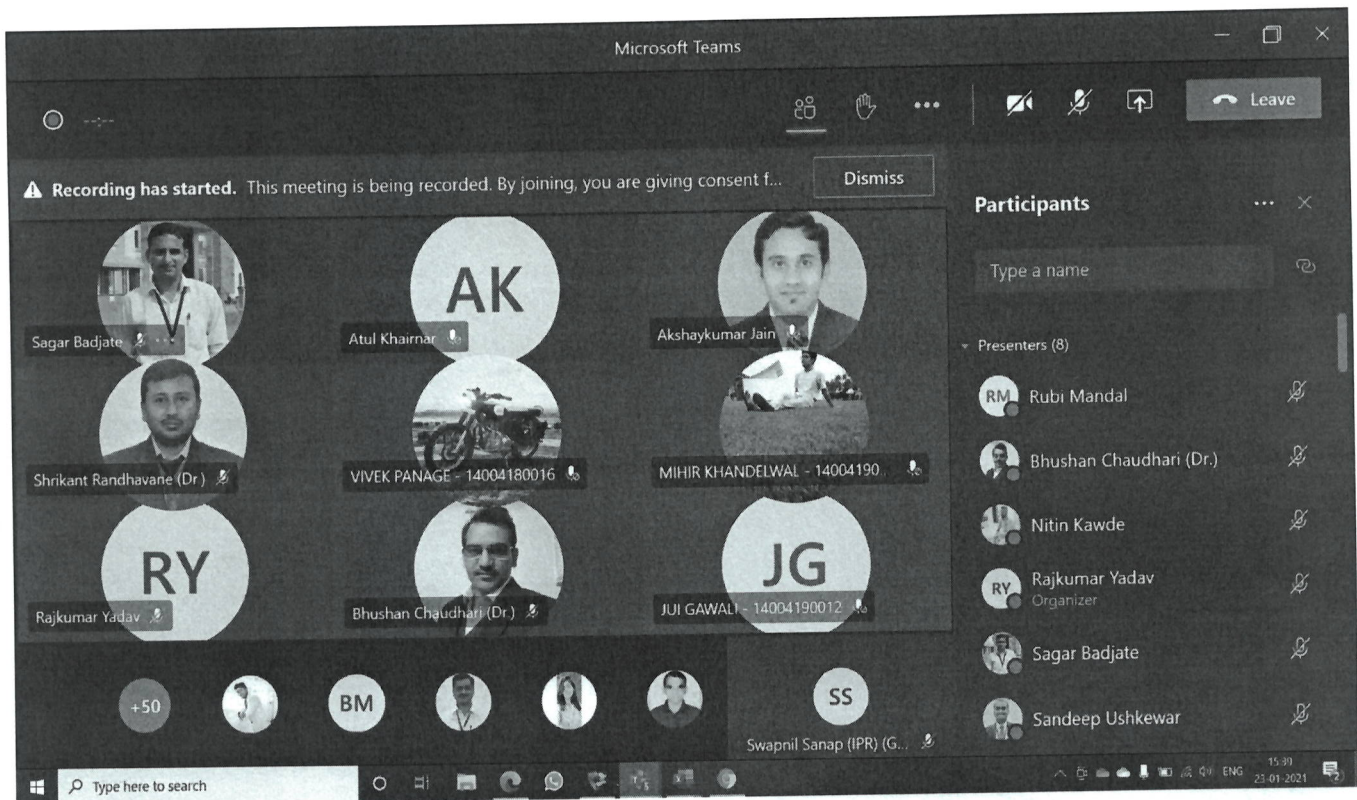 Microsoft Teams
--:--
Leave
Recording has started. This meeting is being recorded. By joining, you are giving consent f...
Dismiss
Participants
Type a name
Sagar Badjate
AK
Atul Khairnar
Akshaykumar Jain
Presenters (8)
Shrikant Randhavane (Dr.)
VIVEK PANAGE - 14004180016
MIHIR KHANDELWAL - 14004190...
RM
Rubi Mandal
Bhushan Chaudhari (Dr.)
Nitin Kawde
RY
Rajkumar Yadav
Bhushan Chaudhari (Dr.)
JG
JUI GAWALI - 14004190012
RY
Rajkumar Yadav
Organizer
Sagar Badjate
+50
BM
SS
Swapnil Sanap (IPR) (G...
Sandeep Ushkewar
Type here to search
ENG
15:39
23-01-2021